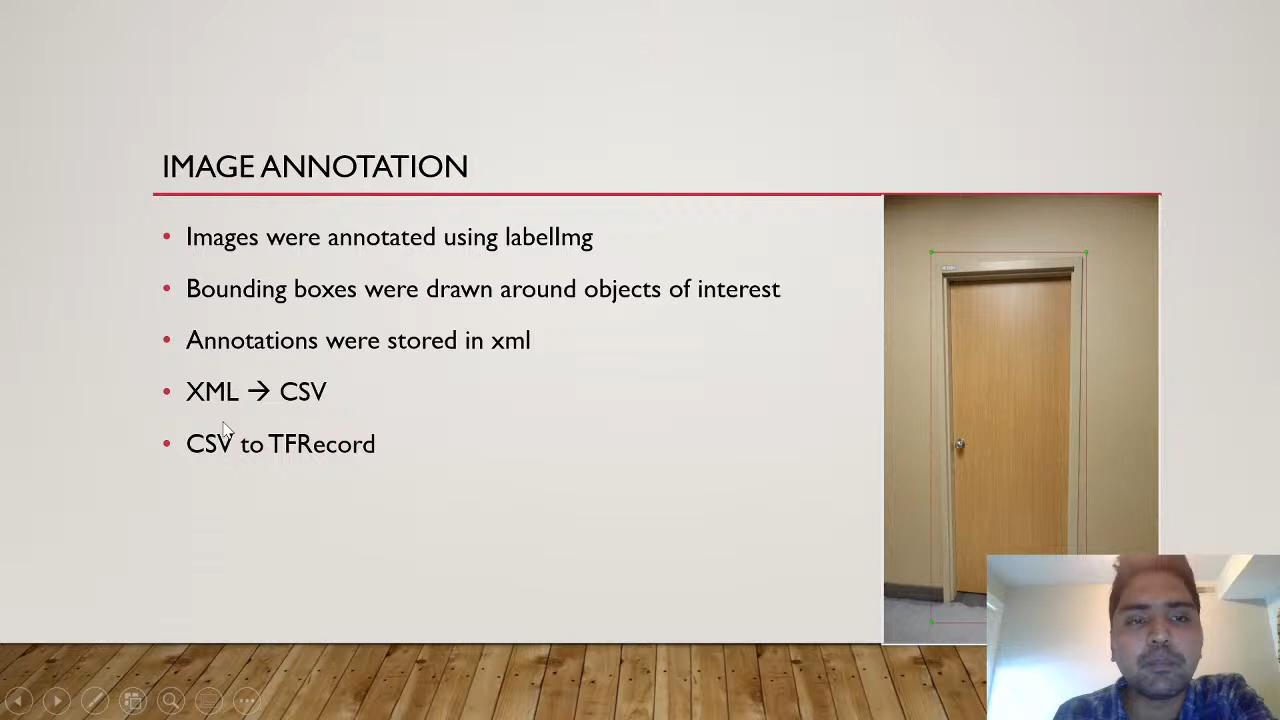 IMAGE ANNOTATION
• Images were annotated using labelImg
• Bounding boxes were drawn around objects of interest
• Annotations were stored in xml
• XML → CSV
• CSV to TFRecord